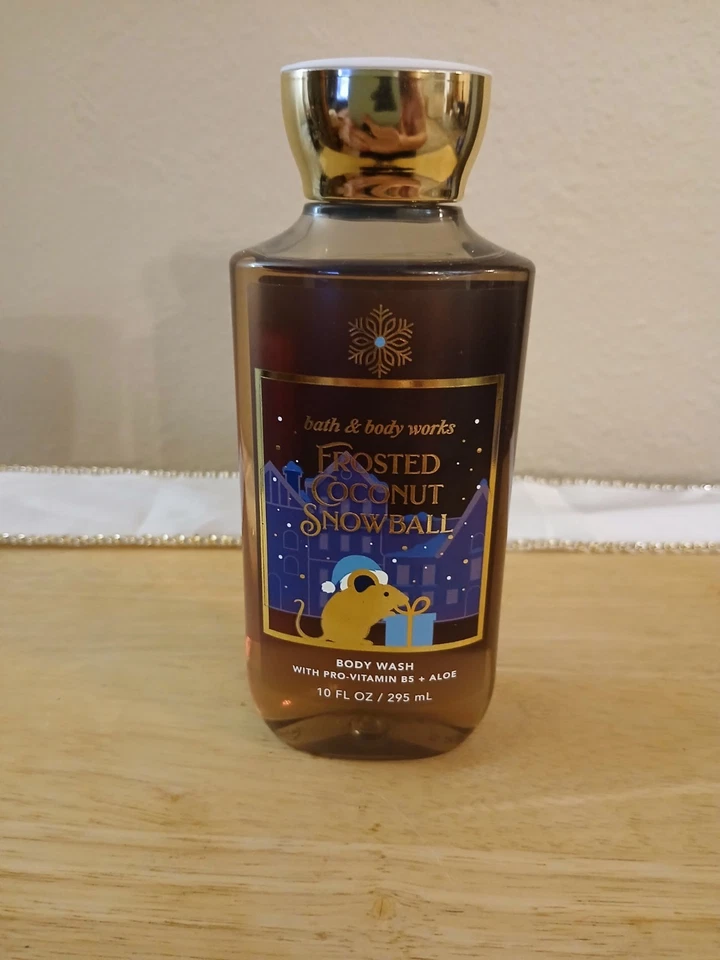 bath & body works
FROSTED
COCONUT
SNOWBALL
BODY WASH
WITH PRO-VITAMIN B5 + ALOE
10 FL OZ / 295 mL